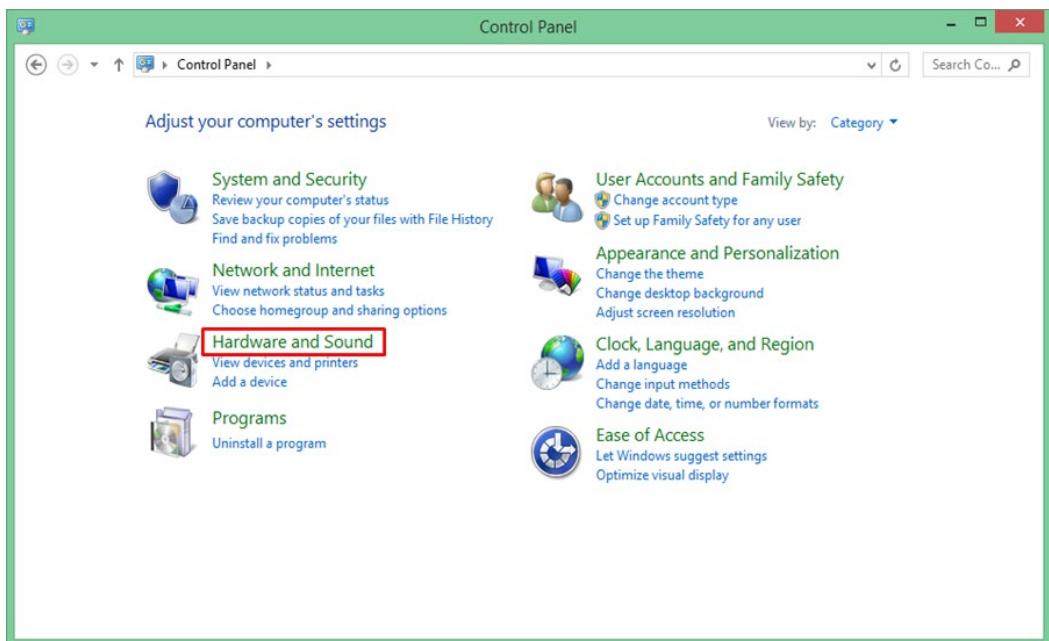 Control Panel
Control Panel
Search Co...
Adjust your computer's settings
View by: Category
System and Security
Review your computer's status
Save backup copies of your files with File History
Find and fix problems
Network and Internet
View network status and tasks
Choose homegroup and sharing options
Hardware and Sound
View devices and printers
Add a device
Programs
Uninstall a program
User Accounts and Family Safety
Change account type
Set up Family Safety for any user
Appearance and Personalization
Change the theme
Change desktop background
Adjust screen resolution
Clock, Language, and Region
Add a language
Change input methods
Change date, time, or number formats
Ease of Access
Let Windows suggest settings
Optimize visual display